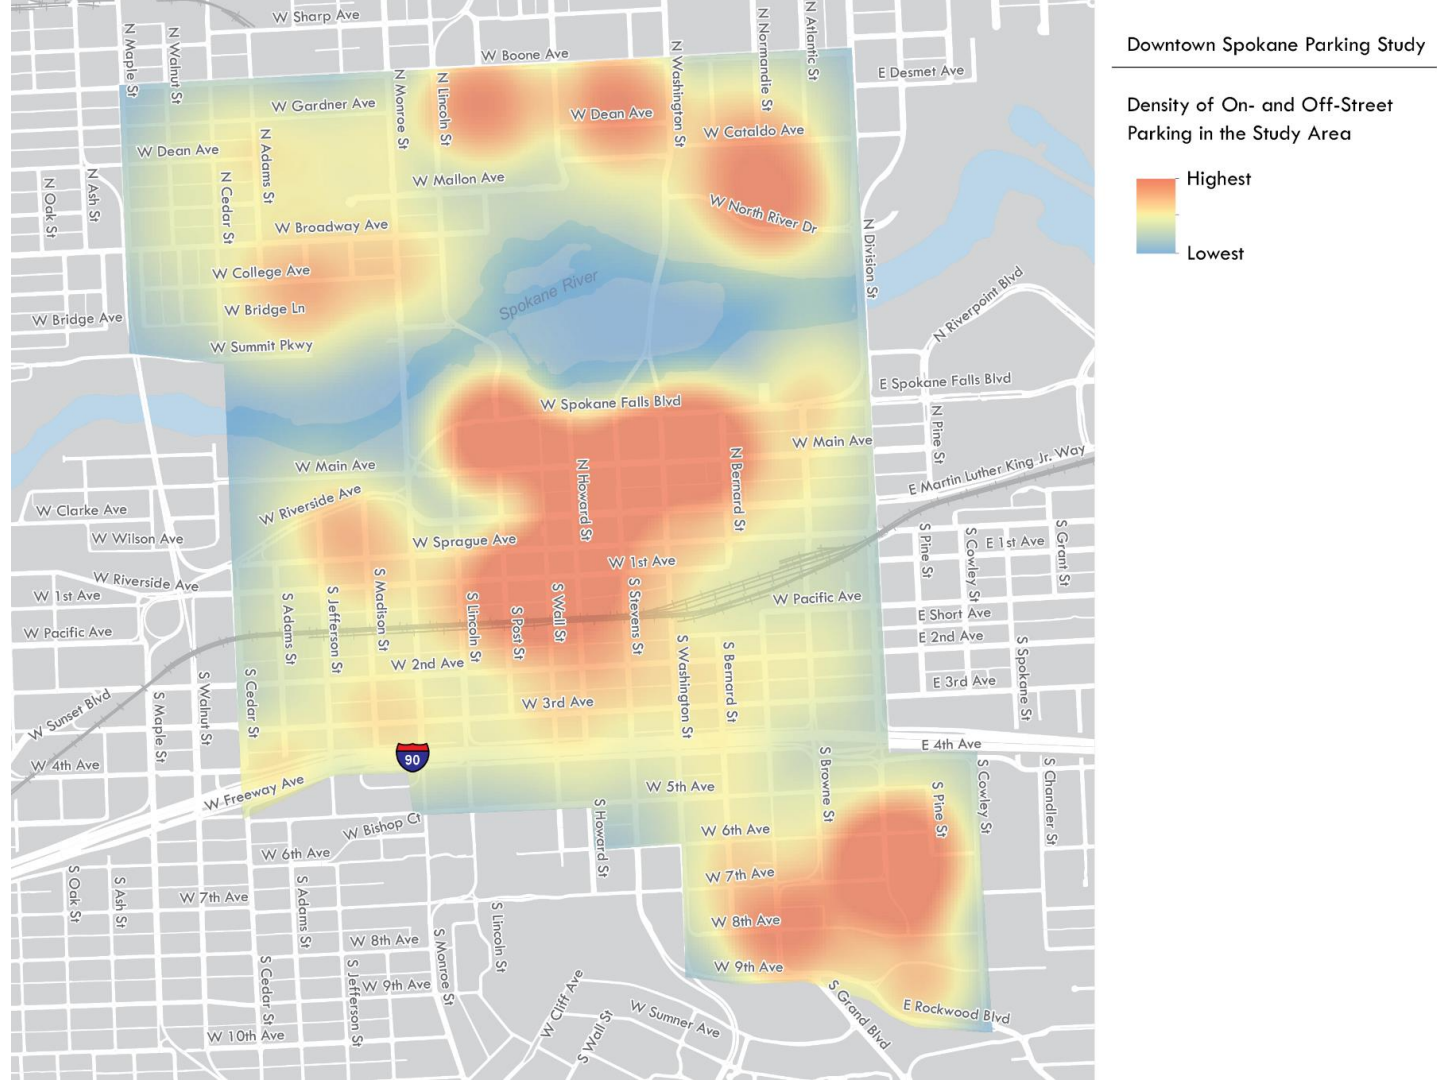 W Sharp Ave
N Maple St
N Walnut St
W Boone Ave
N Washington St
N Normandie St
N Atlantic St
E Desmet Ave
Downtown Spokane Parking Study
Density of On- and Off-Street
Parking in the Study Area
Highest
Lowest
W Gardner Ave
N Monroe St
N Lincoln St
W Dean Ave
W Cataldo Ave
W Dean Ave
N Adams St
N Oak St
N Ash St
N Cedar St
W Mallon Ave
W North River Dr
W Broadway Ave
N Division St
W College Ave
Spokane River
W Bridge Ln
W Bridge Ave
N Riverpoint Blvd
W Summit Pkwy
E Spokane Falls Blvd
W Spokane Falls Blvd
N Pine St
W Main Ave
W Main Ave
N Howard St
N Bernard St
E Martin Luther King Jr. Way
W Riverside Ave
W Clarke Ave
W Wilson Ave
W Sprague Ave
S Pine St
S Cowley St
E 1st Ave
S Grant St
W 1st Ave
W Riverside Ave
W 1st Ave
S Adams St
S Jefferson St
S Madison St
S Lincoln St
S Post St
S Wall St
S Stevens St
W Pacific Ave
E Short Ave
W Pacific Ave
E 2nd Ave
W 2nd Ave
S Washington St
S Bernard St
S Spokane St
E 3rd Ave
S Cedar St
S Walnut St
S Maple St
W Sunset Blvd
W 3rd Ave
E 4th Ave
90
W 4th Ave
W Freeway Ave
W 5th Ave
S Browne St
S Pine St
S Cowley St
S Chandler St
W Bishop Ct
S Howard St
W 6th Ave
W 6th Ave
S Oak St
S Ash St
W 7th Ave
S Adams St
W 7th Ave
W 8th Ave
S Lincoln St
W 8th Ave
S Monroe St
S Cedar St
S Jefferson St
W 9th Ave
W 9th Ave
W Cliff Ave
S Wall St
W Sumner Ave
S Grand Blvd
E Rockwood Blvd
W 10th Ave